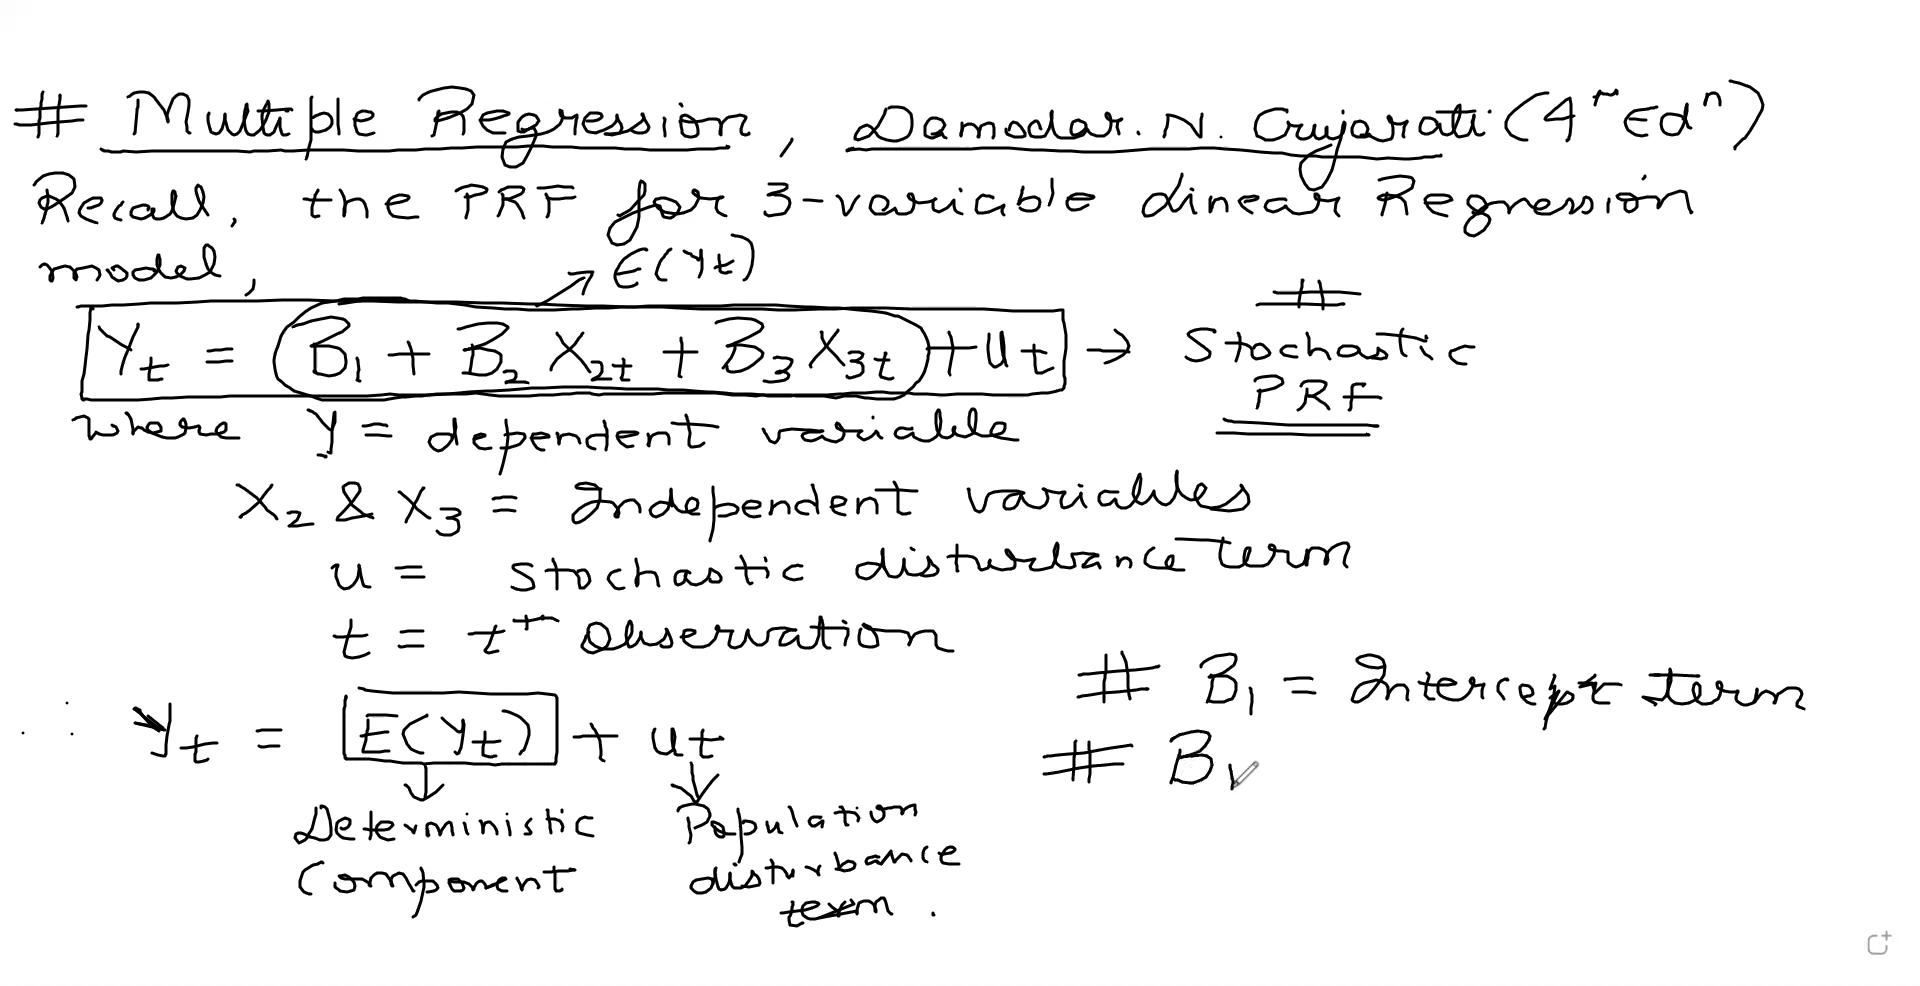 # Multiple Regression, Damodar. N. Gujarati (4th Edn)
Recall, the PRF for 3-variable Linear Regression
model,
E(Yt)
Yt = B1 + B2 X2t + B3 X3t + ut → Stochastic
#
PRF
where Y = dependent variable
X2 & X3 = Independent variables
u = stochastic disturbance term
t = tth observation
∴ Yt = E(Yt) + ut
Deterministic
Component
Population
disturbance
term.
# B1 = Intercept term
# B